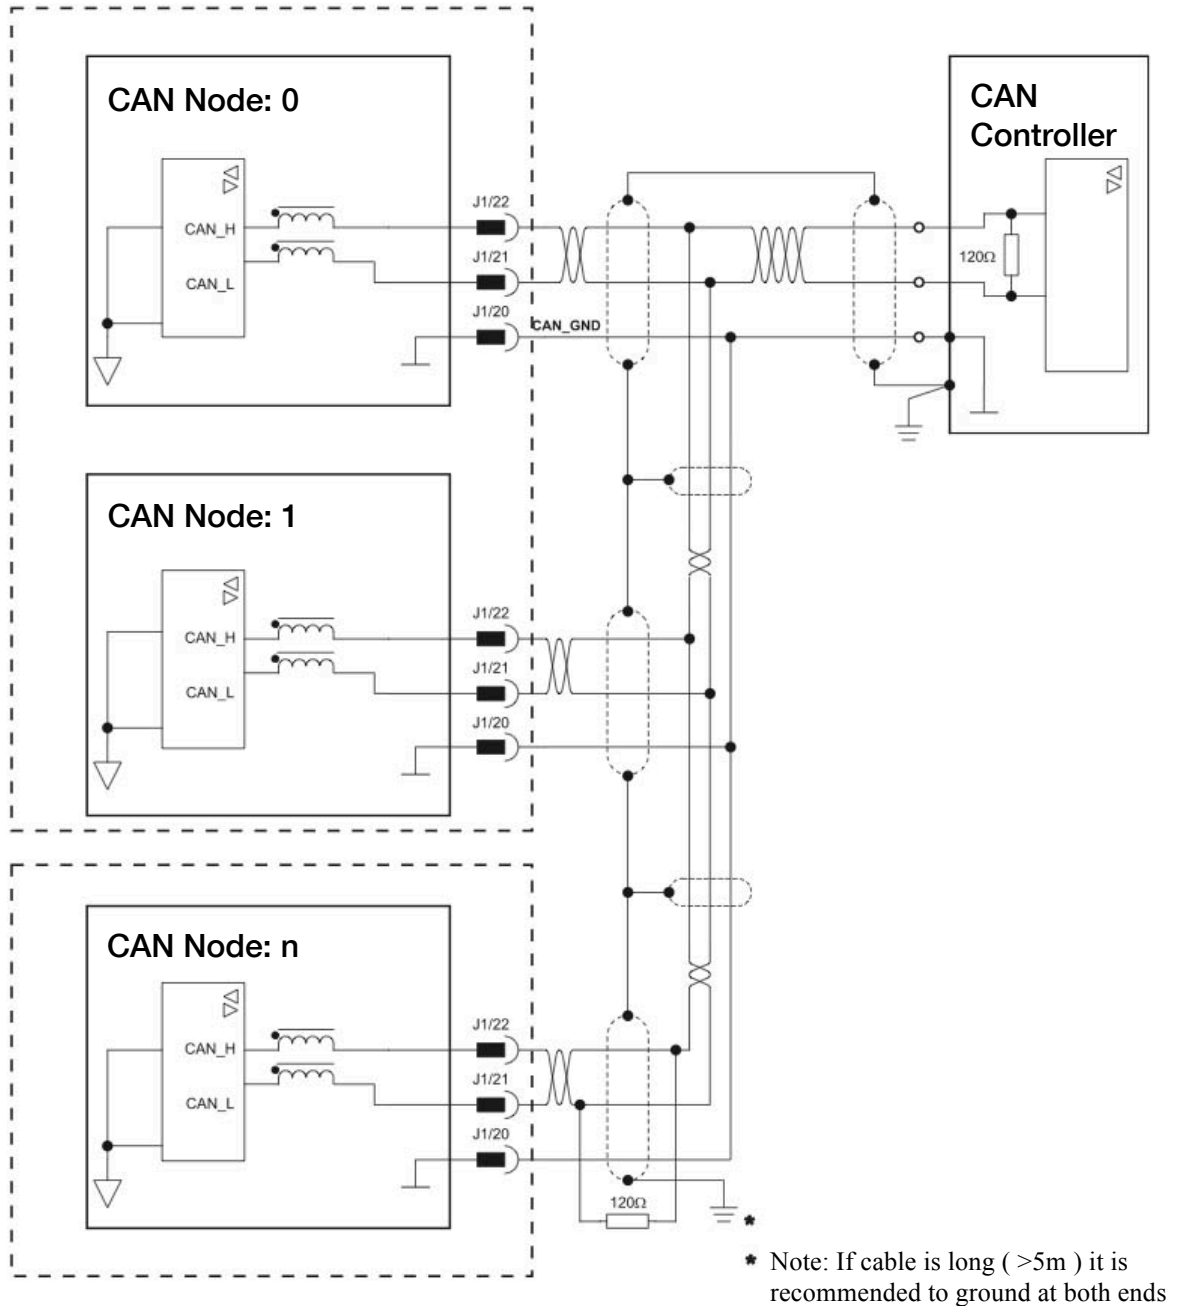 CAN Node: 0
CAN_H
CAN_L
J1/22
J1/21
J1/20
CAN_GND
CAN
Controller
120Ω
CAN Node: 1
CAN_H
CAN_L
J1/22
J1/21
J1/20
CAN Node: n
CAN_H
CAN_L
J1/22
J1/21
J1/20
120Ω
*
* Note: If cable is long ( >5m ) it is
recommended to ground at both ends